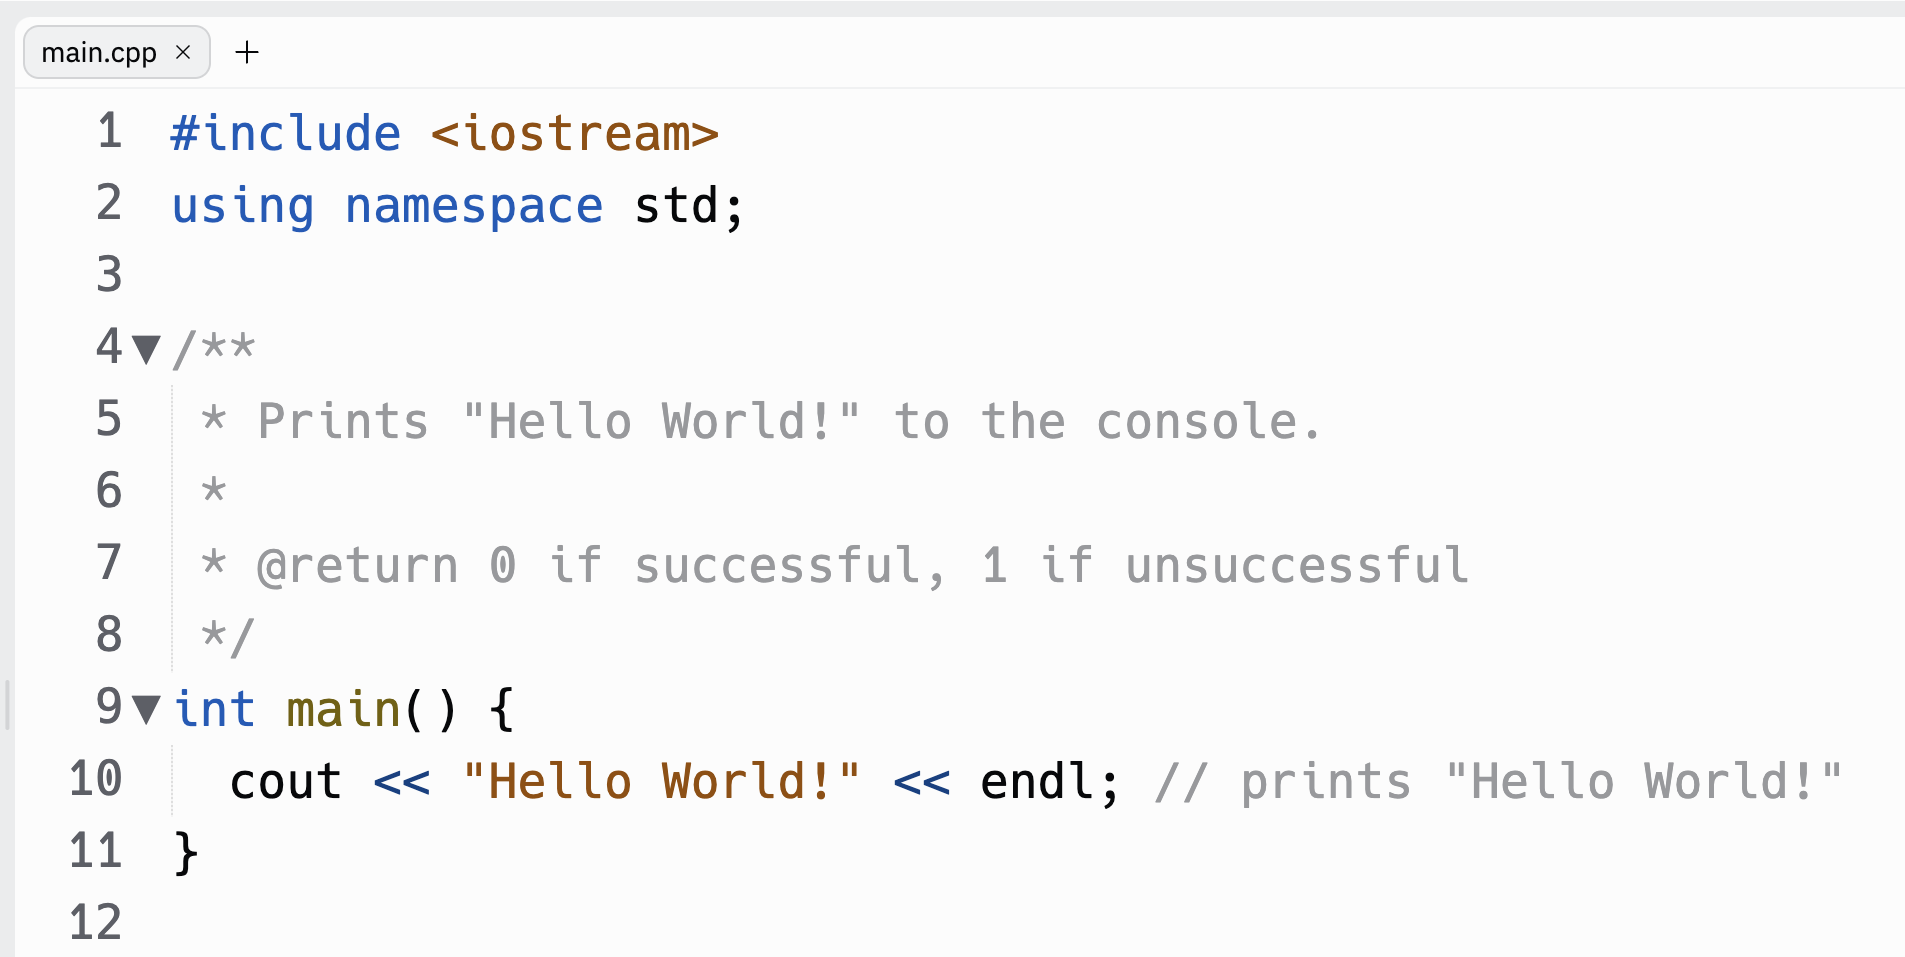 main.cpp × +
1 #include <iostream>
2 using namespace std;
3
4 ▼ /**
5  * Prints "Hello World!" to the console.
6  *
7  * @return 0 if successful, 1 if unsuccessful
8  */
9 ▼ int main() {
10   cout << "Hello World!" << endl; // prints "Hello World!"
11 }
12